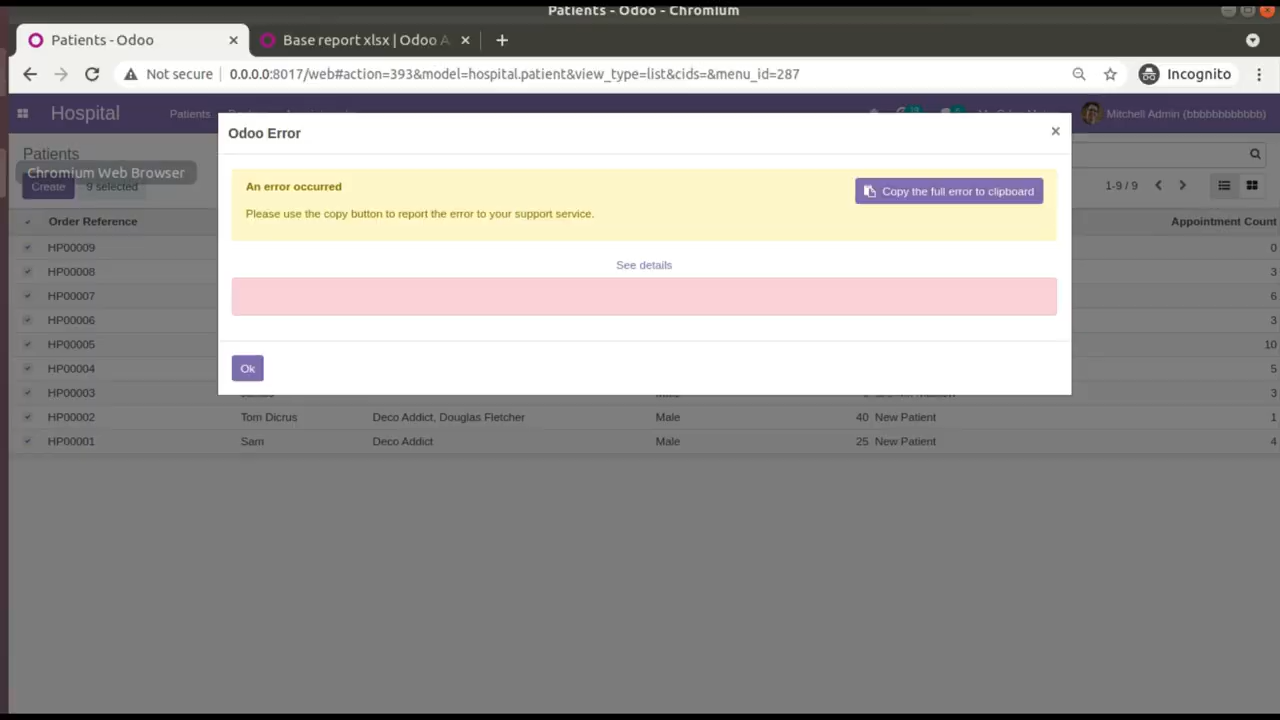 Patients - Odoo - Chromium
Patients - Odoo
Base report xlsx | Odoo A
Not secure
0.0.0.0:8017/web#action=393&model=hospital.patient&view_type=list&cids=&menu_id=287
Incognito
Hospital
Patients
Mitchell Admin (bbbbbbbbbbbb)
Odoo Error
Patients
Chromium Web Browser
Create
9 selected
An error occurred
Copy the full error to clipboard
Please use the copy button to report the error to your support service.
1-9 / 9
Order Reference
Appointment Count
See details
HP00009
0
HP00008
3
HP00007
6
HP00006
3
HP00005
10
HP00004
5
Ok
HP00003
3
HP00002
Tom Dicrus
Deco Addict, Douglas Fletcher
Male
40
New Patient
1
HP00001
Sam
Deco Addict
Male
25
New Patient
4